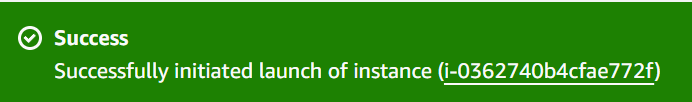 Success
Successfully initiated launch of instance (i-0362740b4cfae772f)